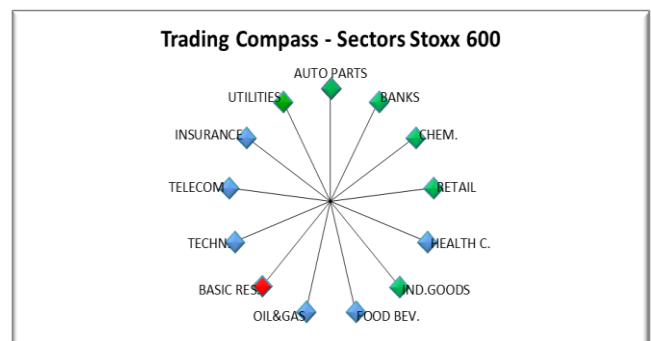 Trading Compass - Sectors Stoxx 600
AUTO PARTS
UTILITIES
BANKS
INSURANCE
CHEM.
TELECOM
RETAIL
TECHN.
HEALTH C.
BASIC RES.
IND.GOODS
OIL&GAS
FOOD BEV.